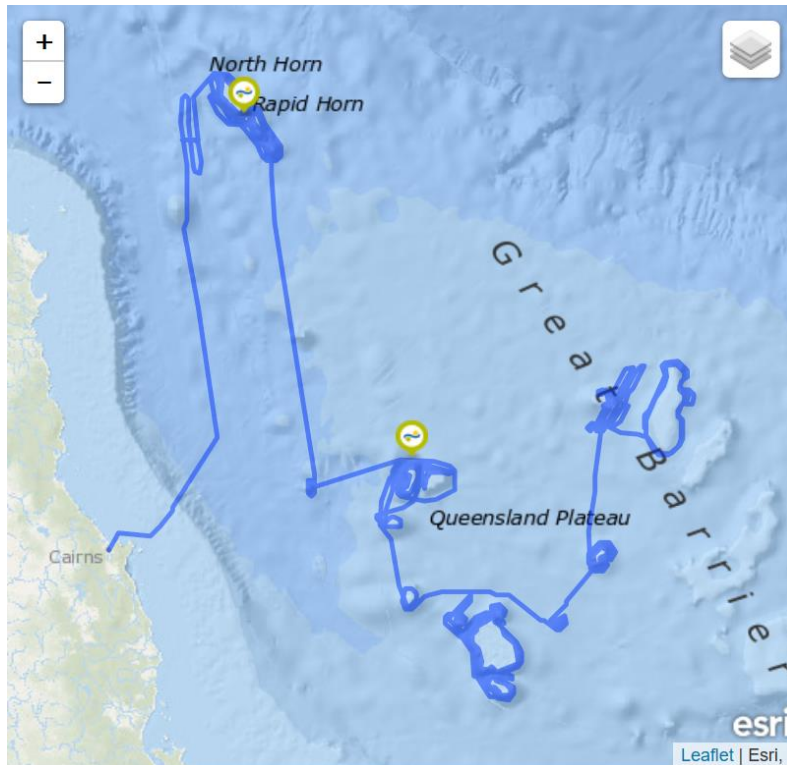 +
−
North Horn
Rapid Horn
Great Barrier
Cairns
Queensland Plateau
esri
Leaflet | Esri,